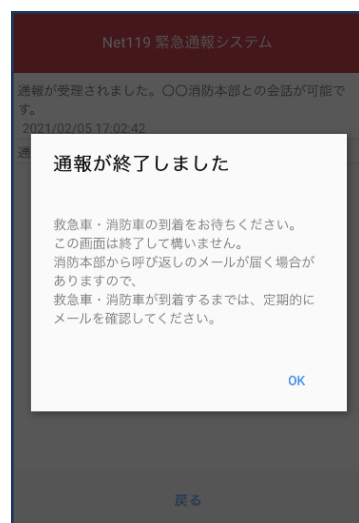 Net119 緊急通報システム
通報が受理されました。〇〇消防本部との会話が可能で
す。
2021/02/05 17:02:42
通
通報が終了しました
救急車・消防車の到着をお待ちください。
この画面は終了して構いません。
消防本部から呼び返しのメールが届く場合が
ありますので、
救急車・消防車が到着するまでは、定期的に
メールを確認してください。
OK
戻る